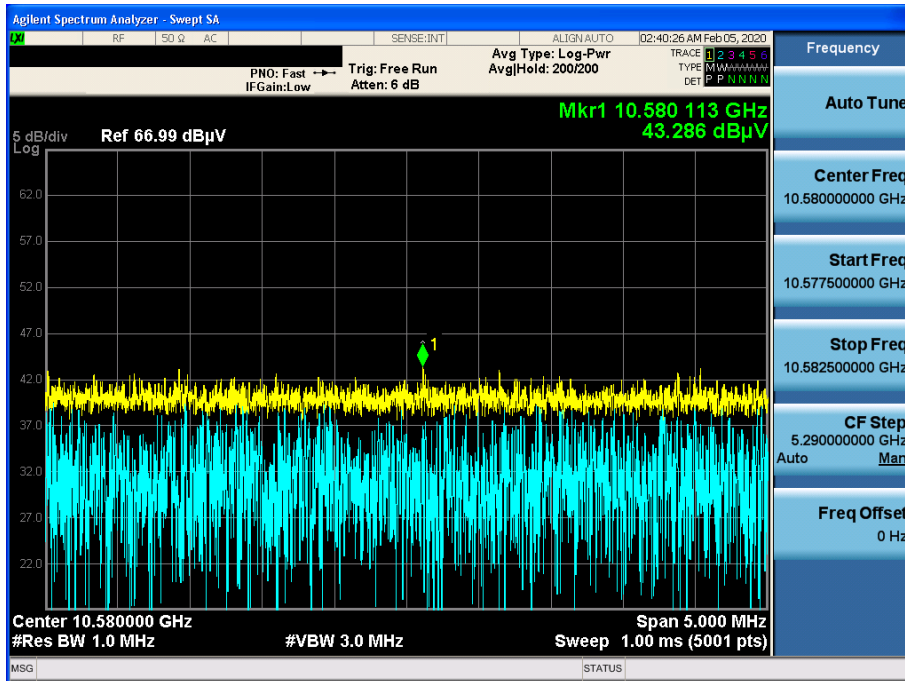 Agilent Spectrum Analyzer - Swept SA
LXI RF 50 Ω AC SENSE:INT ALIGN AUTO 02:40:26 AM Feb 05, 2020
PNO: Fast
IFGain:Low
Trig: Free Run
Atten: 6 dB
Avg Type: Log-Pwr
Avg|Hold: 200/200
TRACE 1 2 3 4 5 6
TYPE MWWWWW
DET P P N N N N
Mkr1 10.580 113 GHz
43.286 dBµV
5 dB/div Ref 66.99 dBµV
Log
62.0
57.0
52.0
47.0
1
42.0
37.0
32.0
27.0
22.0
Center 10.580000 GHz Span 5.000 MHz
#Res BW 1.0 MHz #VBW 3.0 MHz Sweep 1.00 ms (5001 pts)
MSG STATUS
Frequency
Auto Tune
Center Freq
10.580000000 GHz
Start Freq
10.577500000 GHz
Stop Freq
10.582500000 GHz
CF Step
5.290000000 GHz
Auto Man
Freq Offset
0 Hz